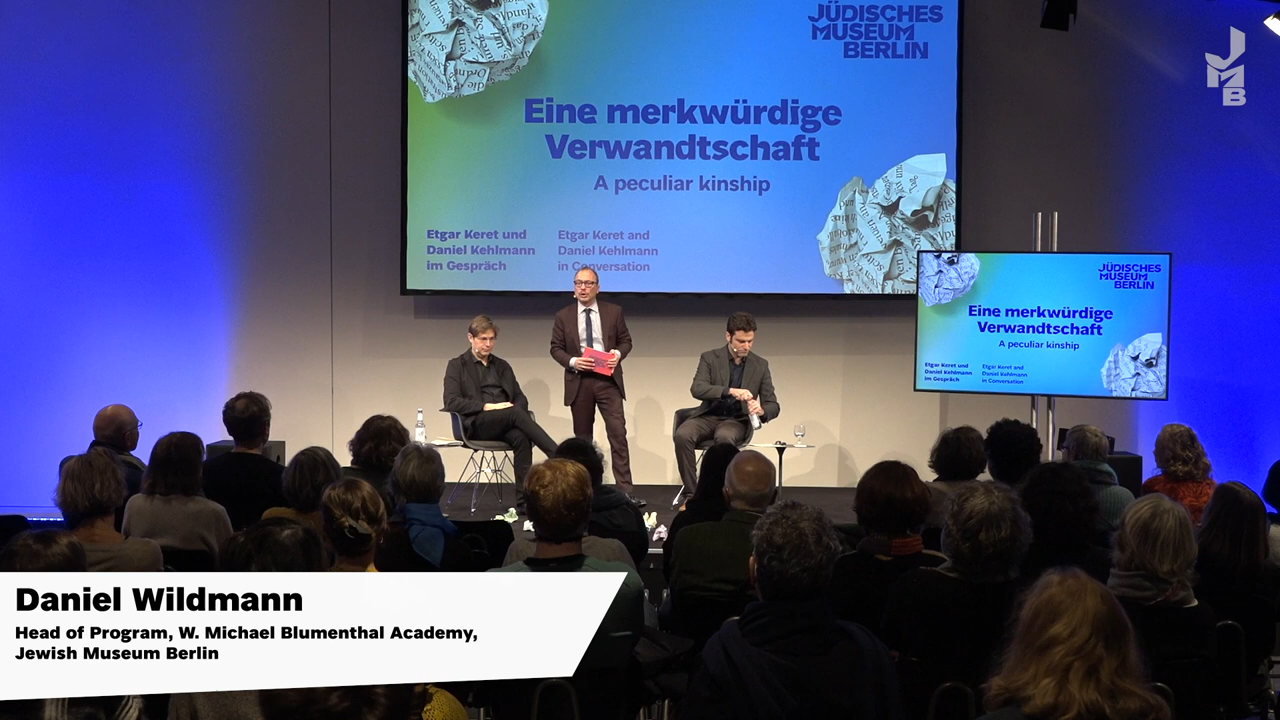 JÜDISCHES
MUSEUM
BERLIN
JMB
Eine merkwürdige
Verwandtschaft
A peculiar kinship
Etgar Keret und
Daniel Kehlmann
im Gespräch
Etgar Keret and
Daniel Kehlmann
in Conversation
JÜDISCHES
MUSEUM
BERLIN
Eine merkwürdige
Verwandtschaft
A peculiar kinship
Etgar Keret und
Daniel Kehlmann
im Gespräch
Etgar Keret and
Daniel Kehlmann
in Conversation
Daniel Wildmann
Head of Program, W. Michael Blumenthal Academy,
Jewish Museum Berlin